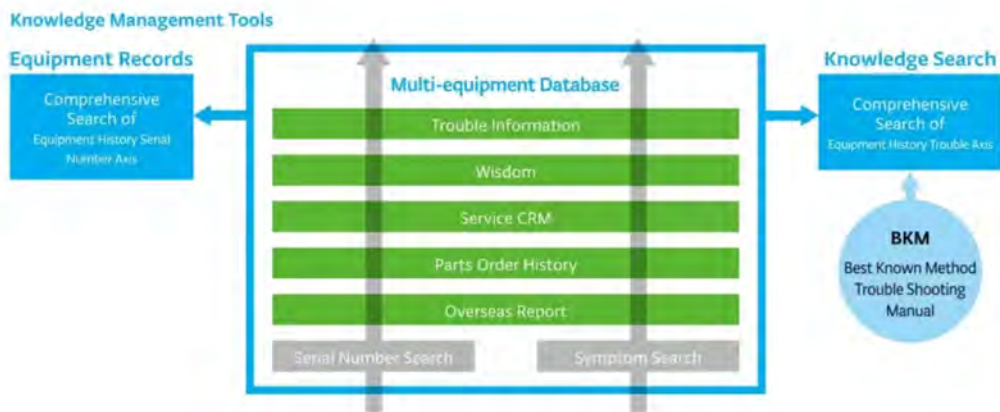 Knowledge Management Tools
Equipment Records
Comprehensive
Search of
Equipment History Serial
Number Axis
Multi-equipment Database
Trouble Information
Wisdom
Service CRM
Parts Order History
Overseas Report
Serial Number Search
Symptom Search
Knowledge Search
Comprehensive
Search of
Equipment History Trouble Axis
BKM
Best Known Method
Trouble Shooting
Manual